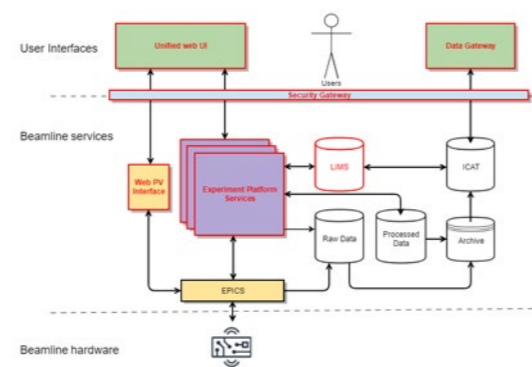 User Interfaces
Unified web UI
Users
Data Gateway
Security Gateway
Beamline services
Web PV
Interface
Experiment Platform
Services
LIMS
ICAT
Raw Data
Processed
Data
Archive
EPICS
Beamline hardware